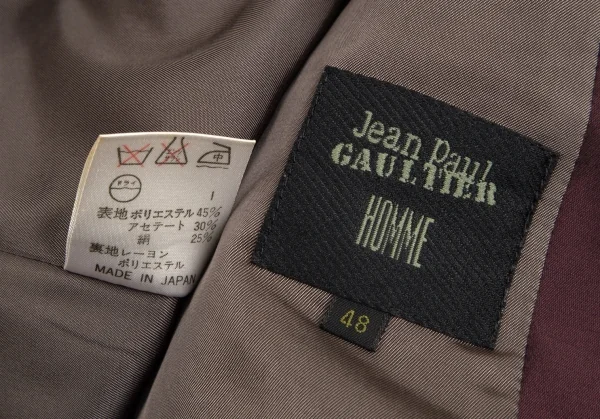 中
ドライ
表地 ポリエステル 45%
アセテート 30%
絹 25%
裏地 レーヨン
ポリエステル
MADE IN JAPAN
Jean Paul
GAULTIER
HOMME
48